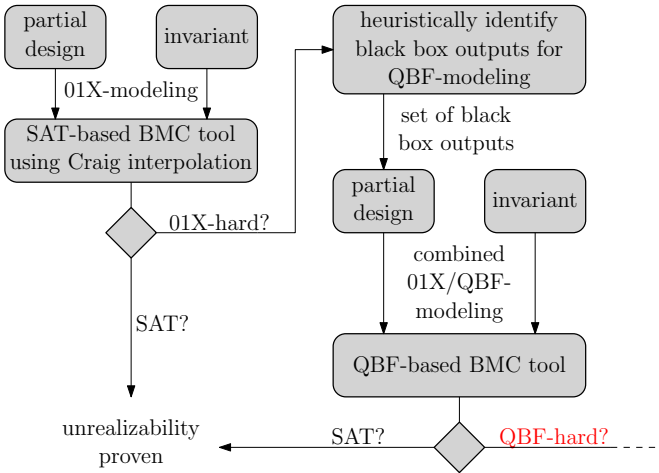 partial
design
invariant
01X-modeling
SAT-based BMC tool
using Craig interpolation
01X-hard?
SAT?
unrealizability
proven
heuristically identify
black box outputs for
QBF-modeling
set of black
box outputs
partial
design
invariant
combined
01X/QBF-
modeling
QBF-based BMC tool
SAT?
QBF-hard?